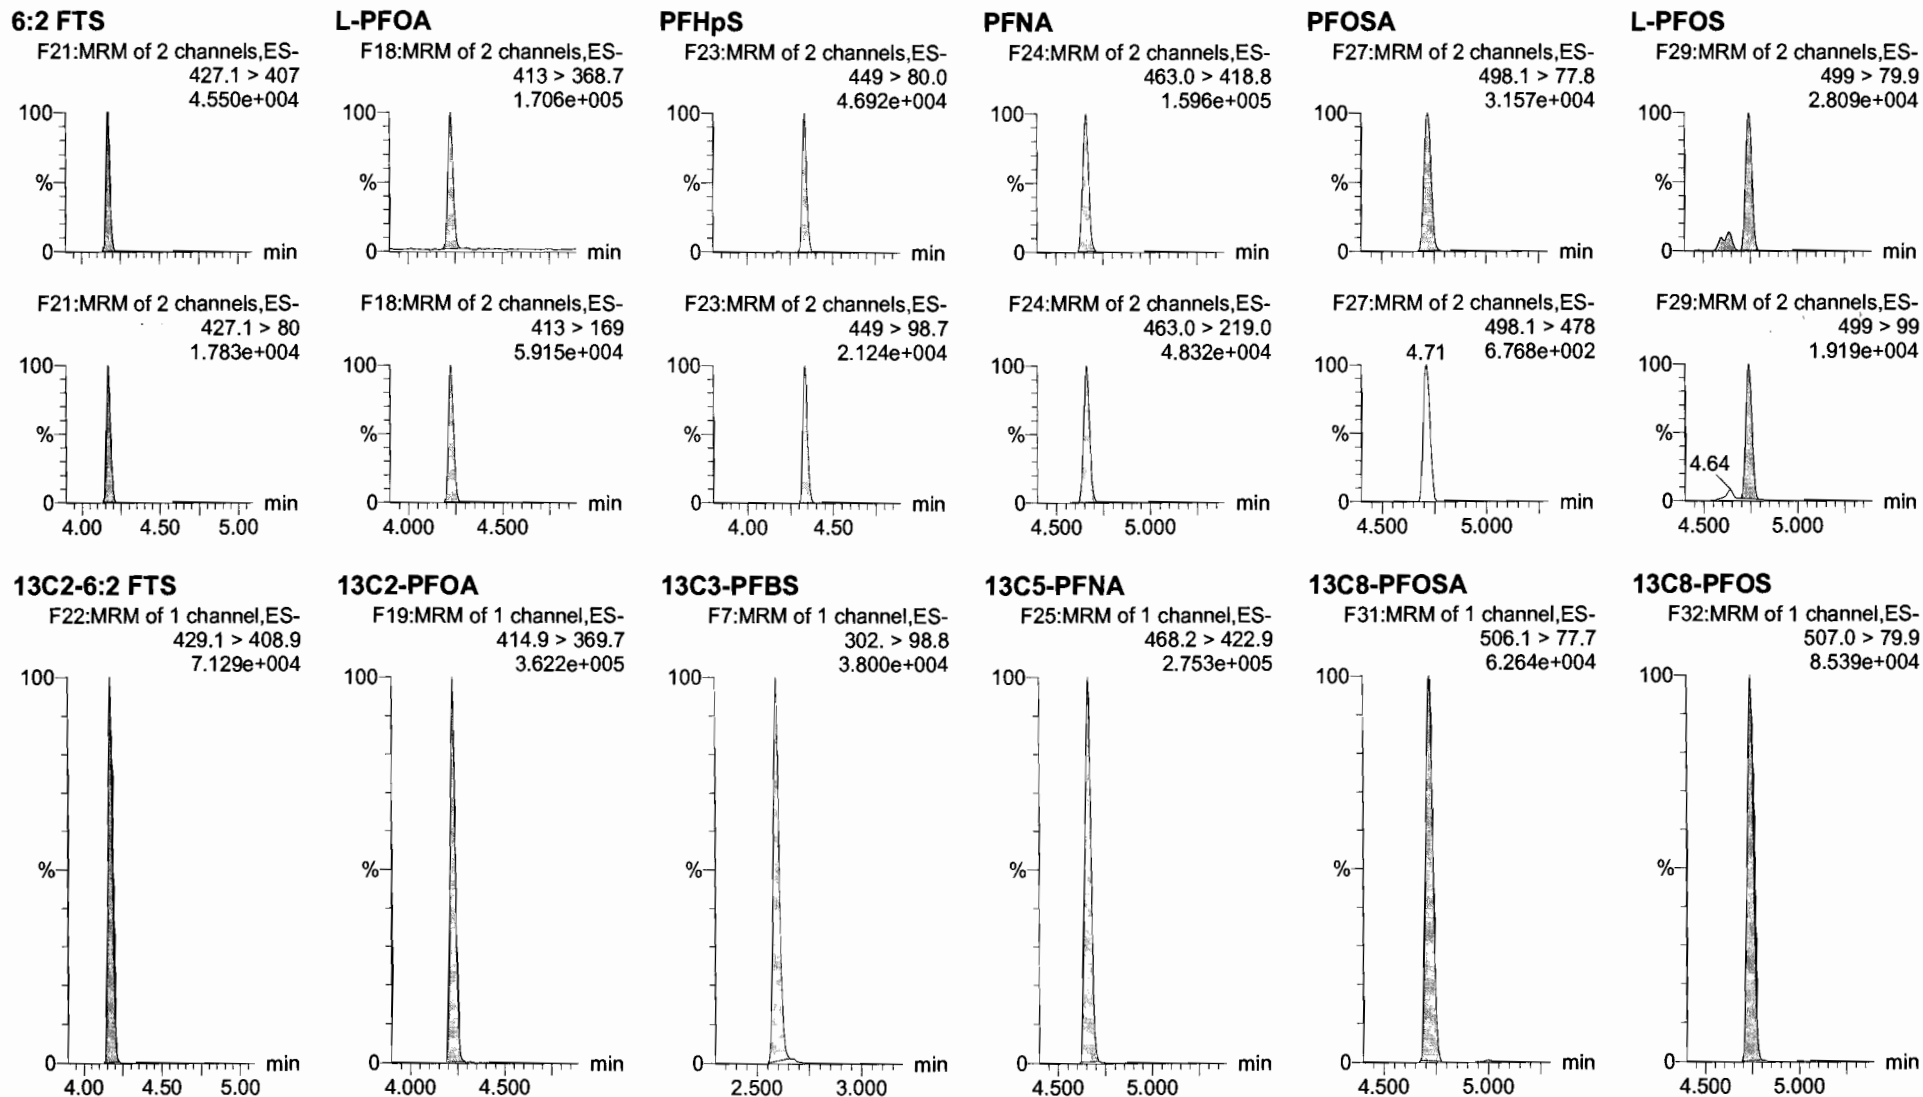 6:2 FTS
F21:MRM of 2 channels,ES-
427.1 > 407
4.550e+004
100
%
0
min
F21:MRM of 2 channels,ES-
427.1 > 80
1.783e+004
100
%
0
min
4.00 4.50 5.00
L-PFOA
F18:MRM of 2 channels,ES-
413 > 368.7
1.706e+005
100
%
0
min
F18:MRM of 2 channels,ES-
413 > 169
5.915e+004
100
%
0
min
4.000 4.500
PFHpS
F23:MRM of 2 channels,ES-
449 > 80.0
4.692e+004
100
%
0
min
F23:MRM of 2 channels,ES-
449 > 98.7
2.124e+004
100
%
0
min
4.00 4.50
PFNA
F24:MRM of 2 channels,ES-
463.0 > 418.8
1.596e+005
100
%
0
min
F24:MRM of 2 channels,ES-
463.0 > 219.0
4.832e+004
100
%
0
min
4.500 5.000
PFOSA
F27:MRM of 2 channels,ES-
498.1 > 77.8
3.157e+004
100
%
0
min
F27:MRM of 2 channels,ES-
498.1 > 478
4.71 6.768e+002
100
%
0
min
4.500 5.000
L-PFOS
F29:MRM of 2 channels,ES-
499 > 79.9
2.809e+004
100
%
0
min
F29:MRM of 2 channels,ES-
499 > 99
1.919e+004
100
%
4.64
0
min
4.500 5.000
13C2-6:2 FTS
F22:MRM of 1 channel,ES-
429.1 > 408.9
7.129e+004
100
%
0
min
4.00 4.50 5.00
13C2-PFOA
F19:MRM of 1 channel,ES-
414.9 > 369.7
3.622e+005
100
%
0
min
4.000 4.500
13C3-PFBS
F7:MRM of 1 channel,ES-
302. > 98.8
3.800e+004
100
%
0
min
2.500 3.000
13C5-PFNA
F25:MRM of 1 channel,ES-
468.2 > 422.9
2.753e+005
100
%
0
min
4.500 5.000
13C8-PFOSA
F31:MRM of 1 channel,ES-
506.1 > 77.7
6.264e+004
100
%
0
min
4.500 5.000
13C8-PFOS
F32:MRM of 1 channel,ES-
507.0 > 79.9
8.539e+004
100
%
0
min
4.500 5.000